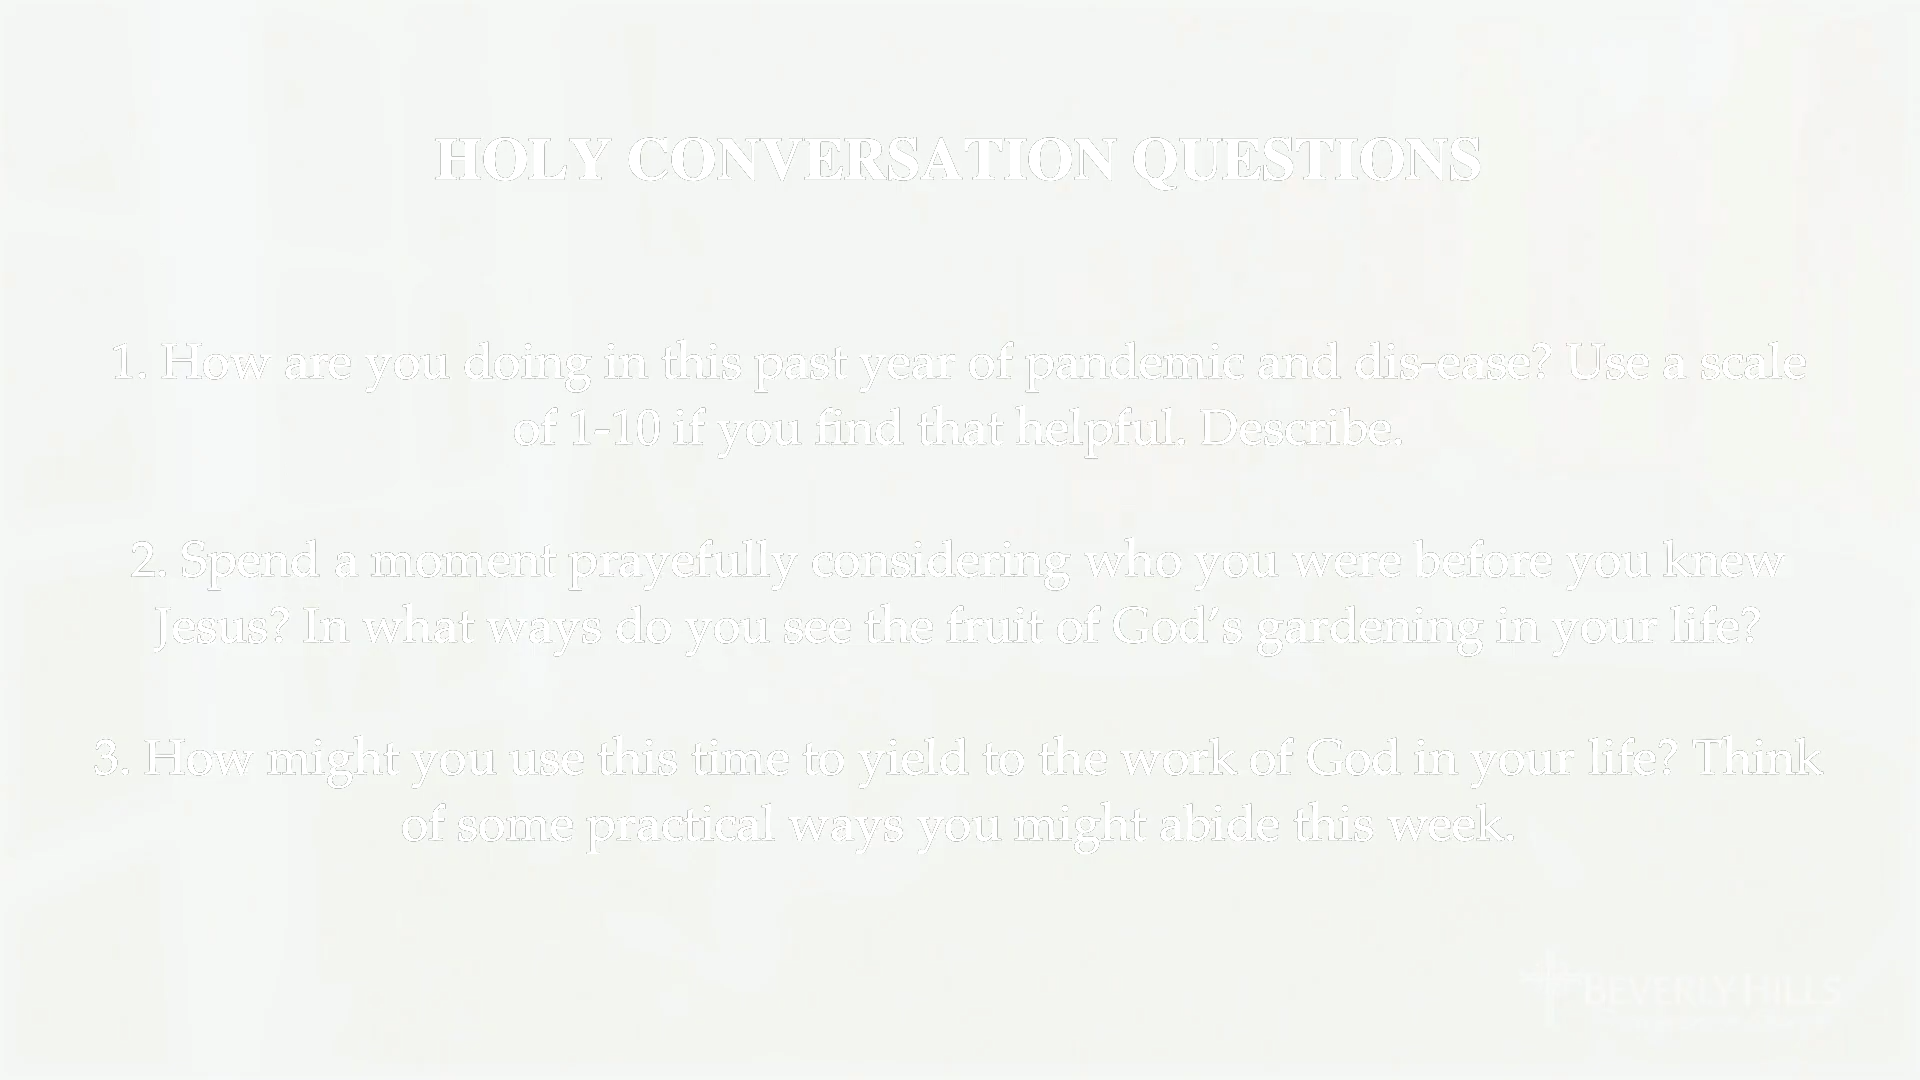 HOLY CONVERSATION QUESTIONS
1. How are you doing in this past year of pandemic and dis-ease? Use a scale
of 1-10 if you find that helpful. Describe.
2. Spend a moment prayefully considering who you were before you knew
Jesus? In what ways do you see the fruit of God’s gardening in your life?
3. How might you use this time to yield to the work of God in your life? Think
of some practical ways you might abide this week.
BEVERLY HILLS